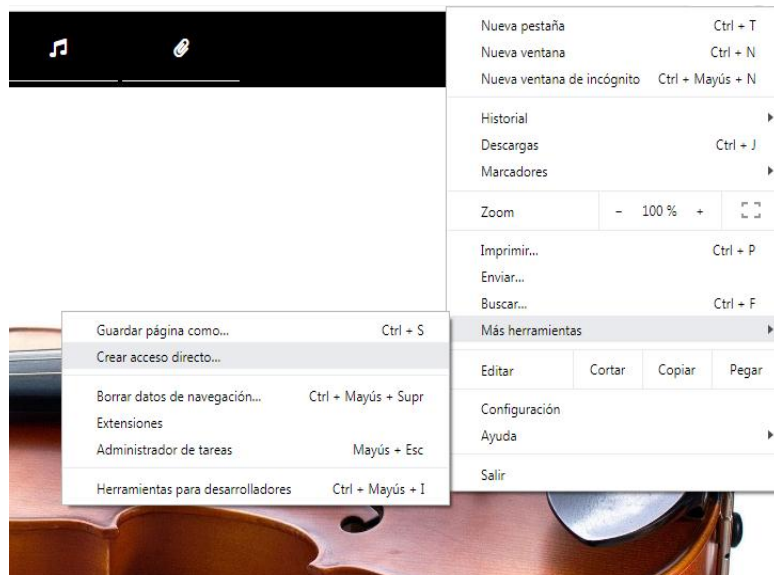 Nueva pestaña Ctrl + T
Nueva ventana Ctrl + N
Nueva ventana de incógnito Ctrl + Mayús + N
Historial
Descargas Ctrl + J
Marcadores
Zoom - 100 % +
Imprimir... Ctrl + P
Enviar...
Buscar... Ctrl + F
Más herramientas
Editar Cortar Copiar Pegar
Configuración
Ayuda
Salir
Guardar página como... Ctrl + S
Crear acceso directo...
Borrar datos de navegación... Ctrl + Mayús + Supr
Extensiones
Administrador de tareas Mayús + Esc
Herramientas para desarrolladores Ctrl + Mayús + I